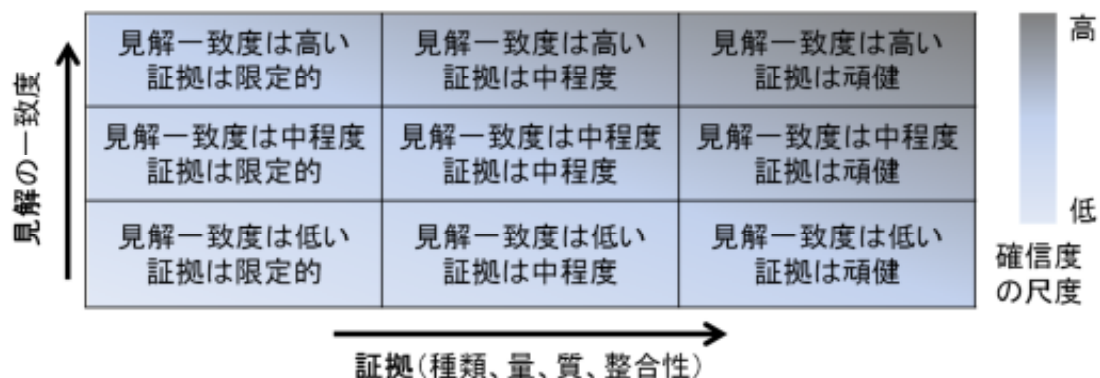 見解の一致度
見解一致度は高い
証拠は限定的
見解一致度は高い
証拠は中程度
見解一致度は高い
証拠は頑健
見解一致度は中程度
証拠は限定的
見解一致度は中程度
証拠は中程度
見解一致度は中程度
証拠は頑健
見解一致度は低い
証拠は限定的
見解一致度は低い
証拠は中程度
見解一致度は低い
証拠は頑健
証拠(種類、量、質、整合性)
高
低
確信度
の尺度